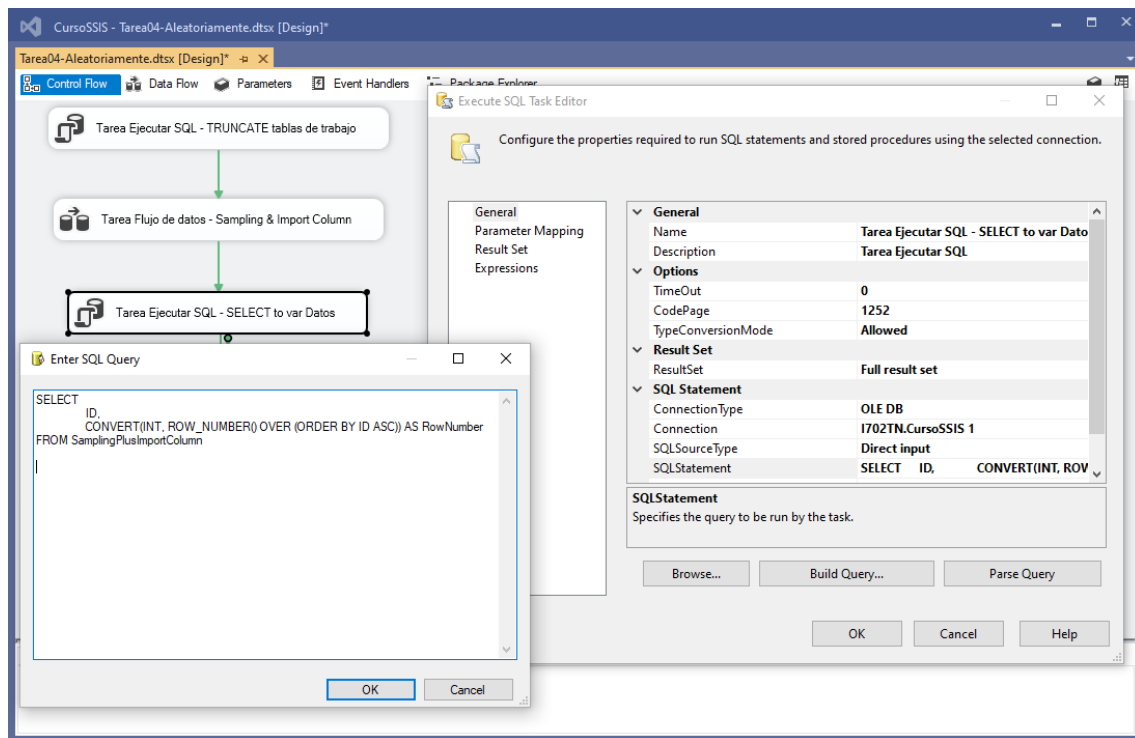 CursoSSIS - Tarea04-Aleatoriamente.dtsx [Design]*
Tarea04-Aleatoriamente.dtsx [Design]*
Control Flow
Data Flow
Parameters
Event Handlers
Package Explorer
Tarea Ejecutar SQL - TRUNCATE tablas de trabajo
Tarea Flujo de datos - Sampling & Import Column
Tarea Ejecutar SQL - SELECT to var Datos
Execute SQL Task Editor
Configure the properties required to run SQL statements and stored procedures using the selected connection.
General
Parameter Mapping
Result Set
Expressions
General
Name Tarea Ejecutar SQL - SELECT to var Dato
Description Tarea Ejecutar SQL
Options
TimeOut 0
CodePage 1252
TypeConversionMode Allowed
Result Set
ResultSet Full result set
SQL Statement
ConnectionType OLE DB
Connection I702TN.CursoSSIS 1
SQLSourceType Direct input
SQLStatement SELECT ID, CONVERT(INT, ROW
SQLStatement
Specifies the query to be run by the task.
Browse...
Build Query...
Parse Query
OK
Cancel
Help
Enter SQL Query
SELECT
ID,
CONVERT(INT, ROW_NUMBER() OVER (ORDER BY ID ASC)) AS RowNumber
FROM SamplingPlusImportColumn
OK
Cancel